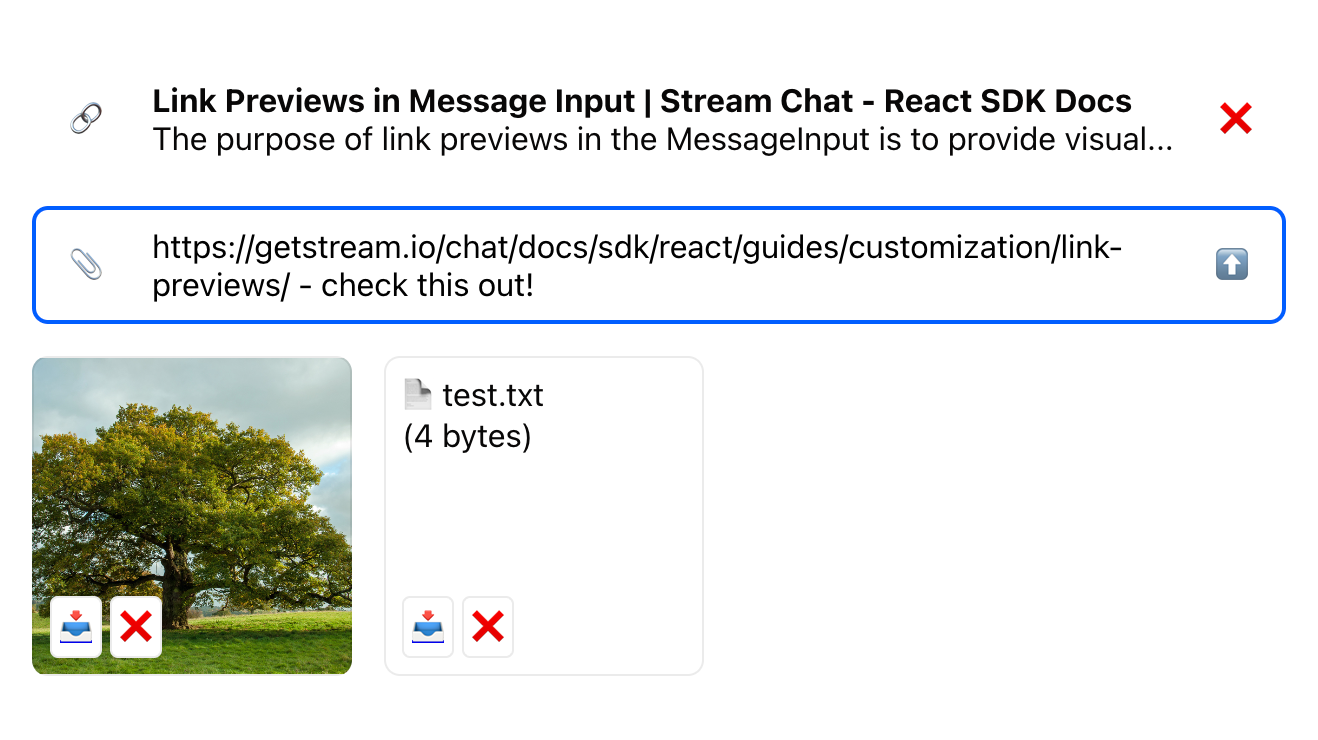 Link Previews in Message Input | Stream Chat - React SDK Docs
The purpose of link previews in the MessageInput is to provide visual...
https://getstream.io/chat/docs/sdk/react/guides/customization/link-
previews/ - check this out!
test.txt
(4 bytes)